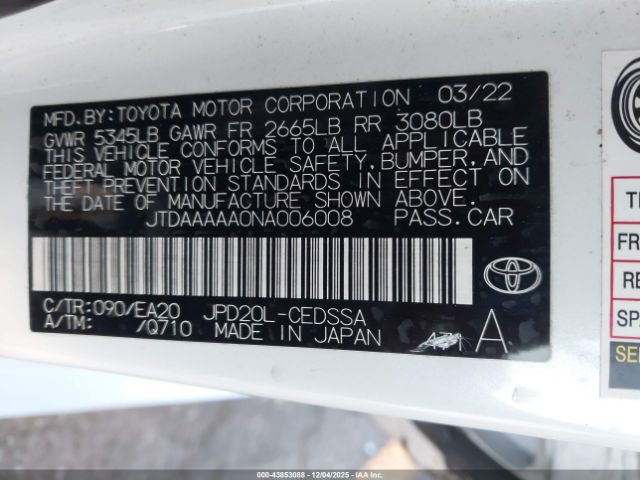 MFD.BY:TOYOTA MOTOR CORPORATION 03/22
GVWR 5345LB GAWR FR 2665LB RR 3080LB
THIS VEHICLE CONFORMS TO ALL APPLICABLE
FEDERAL MOTOR VEHICLE SAFETY,BUMPER,AND
THEFT PREVENTION STANDARDS IN EFFECT ON
THE DATE OF MANUFACTURE SHOWN ABOVE.
JTDAAAAA0NA006008 PASS.CAR
C/TR:090/EA20 JPD20L-CEDSSA
A/TM: /Q710 MADE IN JAPAN
A
RE
SPA
000-43853088 - 12/04/2025 - IAA Inc.